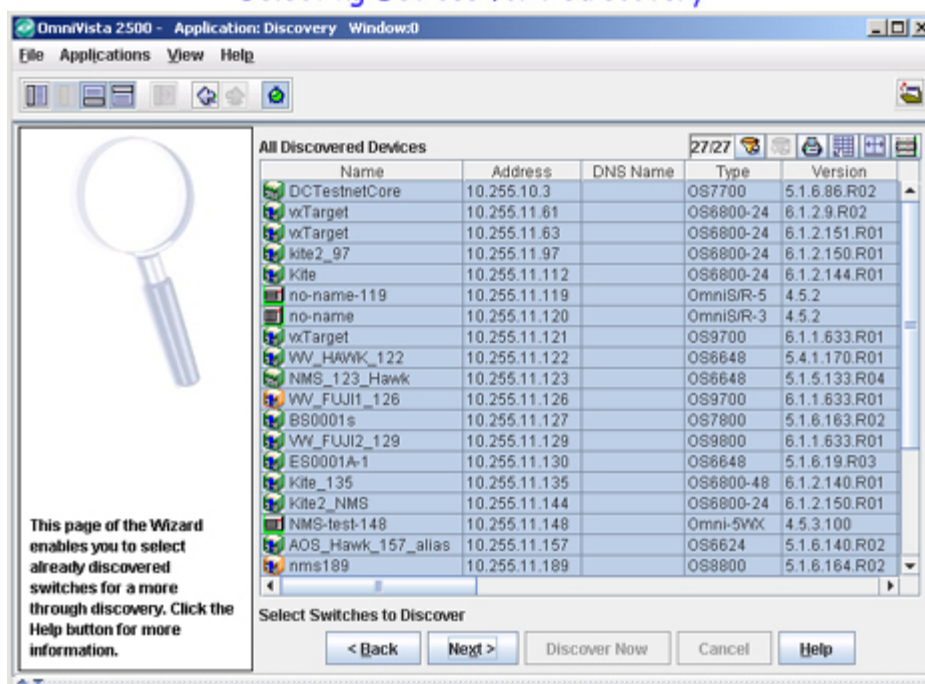 OmniVista 2500 - Application: Discovery Window:0
File Applications View Help
All Discovered Devices 27/27
Name Address DNS Name Type Version
DCTestnetCore 10.255.10.3 OS7700 5.1.6.86.R02
vxTarget 10.255.11.61 OS6800-24 6.1.2.9.R02
vxTarget 10.255.11.63 OS6800-24 6.1.2.151.R01
kite2_97 10.255.11.97 OS6800-24 6.1.2.150.R01
Kite 10.255.11.112 OS6800-24 6.1.2.144.R01
no-name-119 10.255.11.119 OmniS/R-5 4.5.2
no-name 10.255.11.120 OmniS/R-3 4.5.2
vxTarget 10.255.11.121 OS9700 6.1.1.633.R01
WV_HAWK_122 10.255.11.122 OS6648 5.4.1.170.R01
NMS_123_Hawk 10.255.11.123 OS6648 5.1.5.133.R04
WV_FUJI1_126 10.255.11.126 OS9700 6.1.1.633.R01
BS0001s 10.255.11.127 OS7800 5.1.6.163.R02
VW_FUJI2_129 10.255.11.129 OS9800 6.1.1.633.R01
ES0001A-1 10.255.11.130 OS6648 5.1.6.19.R03
Kite_135 10.255.11.135 OS6800-48 6.1.2.140.R01
Kite2_NMS 10.255.11.144 OS6800-24 6.1.2.150.R01
NMS-test-148 10.255.11.148 Omni-5WX 4.5.3.100
AOS_Hawk_157_alias 10.255.11.157 OS6624 5.1.6.140.R02
nms189 10.255.11.189 OS8800 5.1.6.164.R02
This page of the Wizard
enables you to select
already discovered
switches for a more
through discovery. Click the
Help button for more
information.
Select Switches to Discover
< Back Next > Discover Now Cancel Help